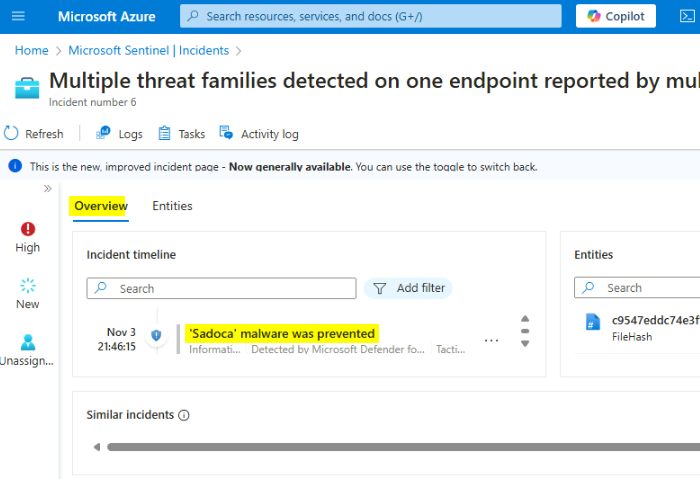 Microsoft Azure
Search resources, services, and docs (G+/)
Copilot
Home > Microsoft Sentinel | Incidents >
Multiple threat families detected on one endpoint reported by mul
Incident number 6
Refresh
Logs
Tasks
Activity log
This is the new, improved incident page - Now generally available. You can use the toggle to switch back.
»
High
New
Unassign...
Overview
Entities
Incident timeline
Search
Add filter
Nov 3
21:46:15
'Sadoca' malware was prevented
Informati... Detected by Microsoft Defender fo... Tacti...
...
Entities
Search
c9547eddc74e3f
FileHash
Similar incidents